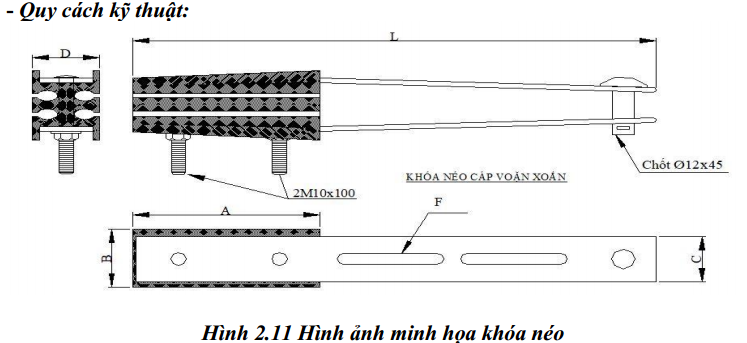 - Quy cách kỹ thuật:
L
D
Chốt Ø12x45
KHÓA NÉO CÁP VOẶN XOẮN
2M10x100
A
F
B
C
Hình 2.11 Hình ảnh minh họa khóa néo